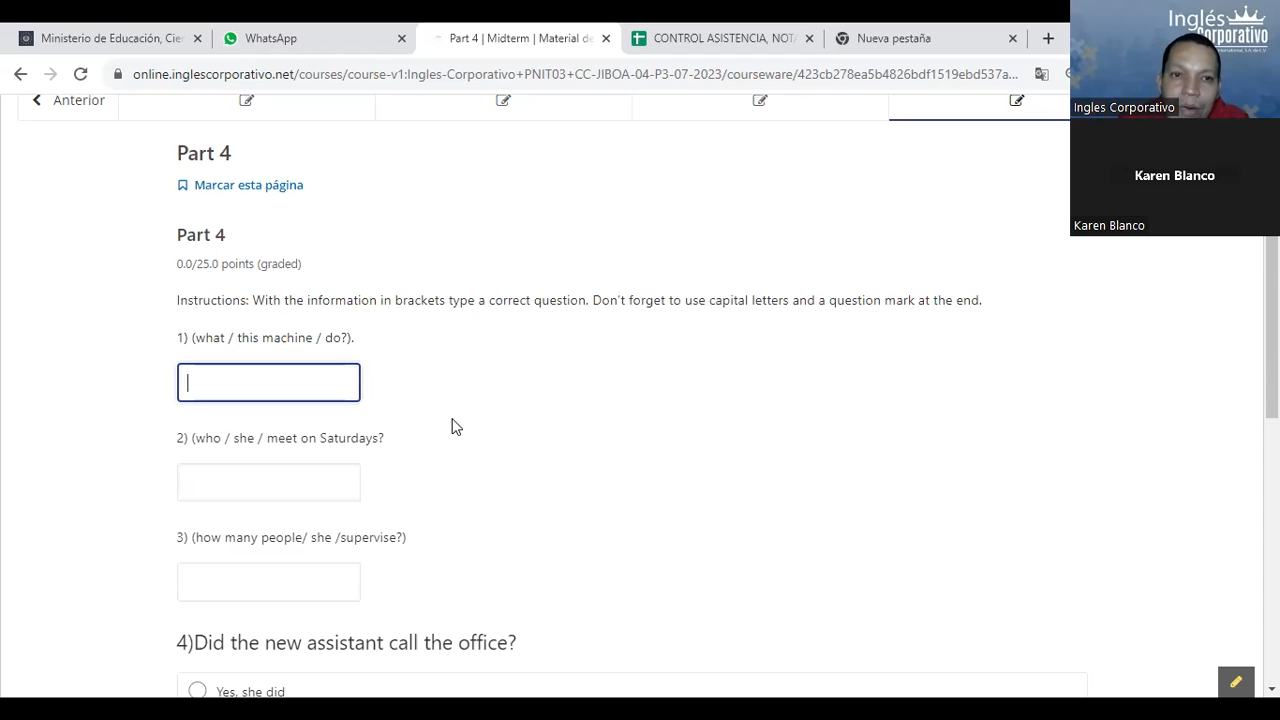 Ministerio de Educación, Cier
WhatsApp
Part 4 | Midterm | Material de
CONTROL ASISTENCIA, NOTA
Nueva pestaña
online.inglescorporativo.net/courses/course-v1:Ingles-Corporativo+PNIT03+CC-JIBOA-04-P3-07-2023/courseware/423cb278ea5b4826bdf1519ebd537a...
Inglés
Corporativo
Ingles Corporativo
Karen Blanco
Karen Blanco
Anterior
Part 4
Marcar esta página
Part 4
0.0/25.0 points (graded)
Instructions: With the information in brackets type a correct question. Don't forget to use capital letters and a question mark at the end.
1) (what / this machine / do?).
2) (who / she / meet on Saturdays?
3) (how many people/ she /supervise?)
4)Did the new assistant call the office?
Yes, she did